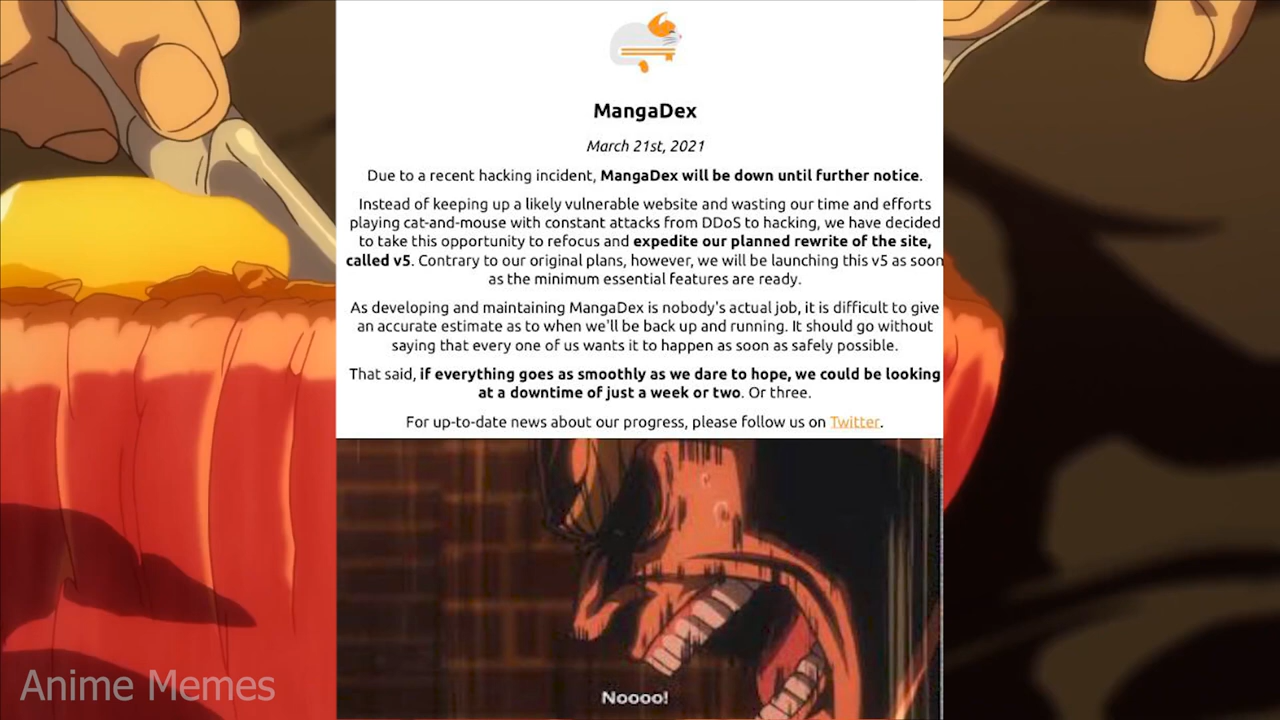 MangaDex
March 21st, 2021
Due to a recent hacking incident, MangaDex will be down until further notice.
Instead of keeping up a likely vulnerable website and wasting our time and efforts
playing cat-and-mouse with constant attacks from DDoS to hacking, we have decided
to take this opportunity to refocus and expedite our planned rewrite of the site,
called v5. Contrary to our original plans, however, we will be launching this v5 as soon
as the minimum essential features are ready.
As developing and maintaining MangaDex is nobody's actual job, it is difficult to give
an accurate estimate as to when we'll be back up and running. It should go without
saying that every one of us wants it to happen as soon as safely possible.
That said, if everything goes as smoothly as we dare to hope, we could be looking
at a downtime of just a week or two. Or three.
For up-to-date news about our progress, please follow us on Twitter.
Noooo!
Anime Memes